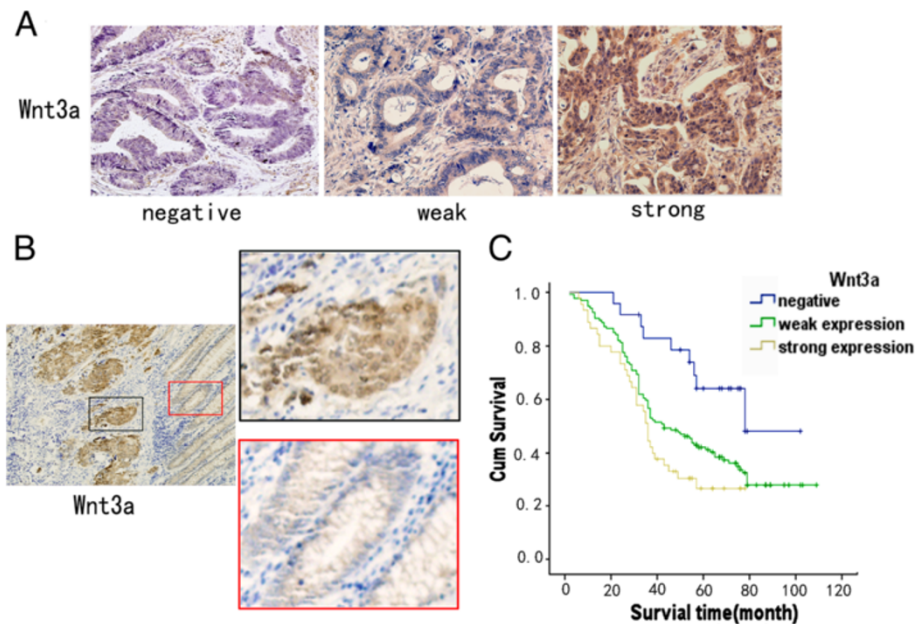 A
Wnt3a
negative
weak
strong
B
Wnt3a
C
Wnt3a
negative
weak expression
strong expression
1.0
0.8
0.6
0.4
0.2
0.0
Cum Survival
0 20 40 60 80 100 120
Survial time(month)